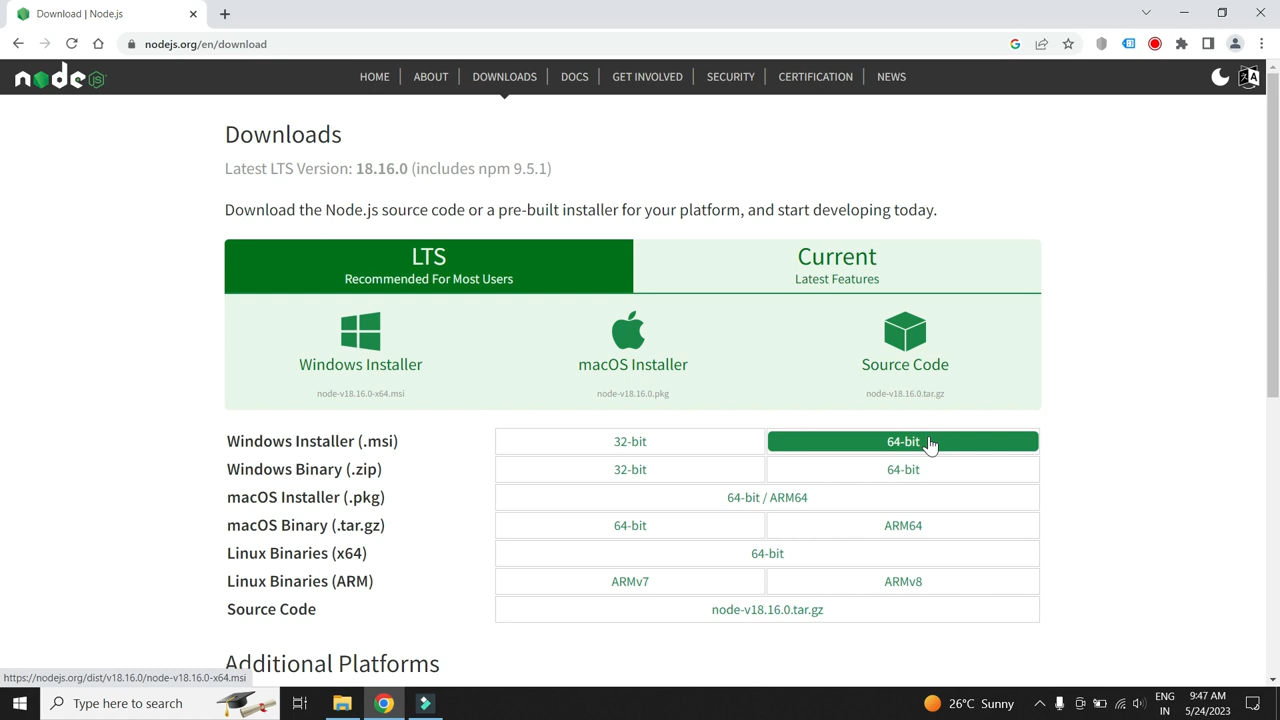 Download | Node.js
nodejs.org/en/download
node JS
HOME ABOUT DOWNLOADS DOCS GET INVOLVED SECURITY CERTIFICATION NEWS
Downloads
Latest LTS Version: 18.16.0 (includes npm 9.5.1)
Download the Node.js source code or a pre-built installer for your platform, and start developing today.
LTS Current
Recommended For Most Users Latest Features
Windows Installer macOS Installer Source Code
node-v18.16.0-x64.msi node-v18.16.0.pkg node-v18.16.0.tar.gz
Windows Installer (.msi) 32-bit 64-bit
Windows Binary (.zip) 32-bit 64-bit
macOS Installer (.pkg) 64-bit / ARM64
macOS Binary (.tar.gz) 64-bit ARM64
Linux Binaries (x64) 64-bit
Linux Binaries (ARM) ARMv7 ARMv8
Source Code node-v18.16.0.tar.gz
Additional Platforms
https://nodejs.org/dist/v18.16.0/node-v18.16.0-x64.msi
Type here to search 26°C Sunny ENG 9:47 AM
IN 5/24/2023